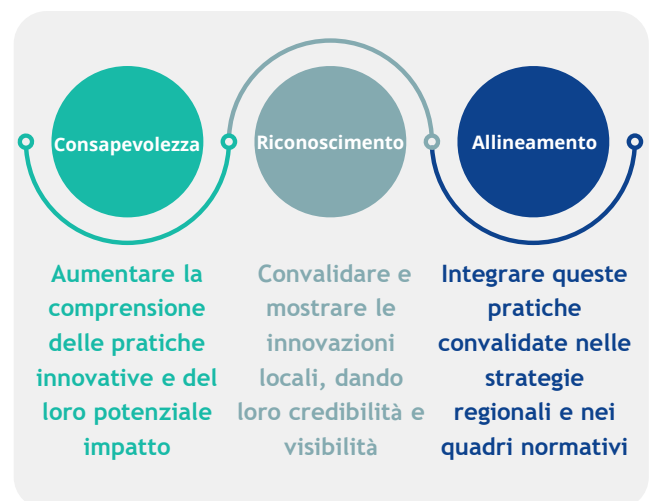 Consapevolezza
Riconoscimento
Allineamento
Aumentare la
comprensione
delle pratiche
innovative e del
loro potenziale
impatto
Convalidare e
mostrare le
innovazioni
locali, dando
loro credibilità e
visibilità
Integrare queste
pratiche
convalidate nelle
strategie
regionali e nei
quadri normativi